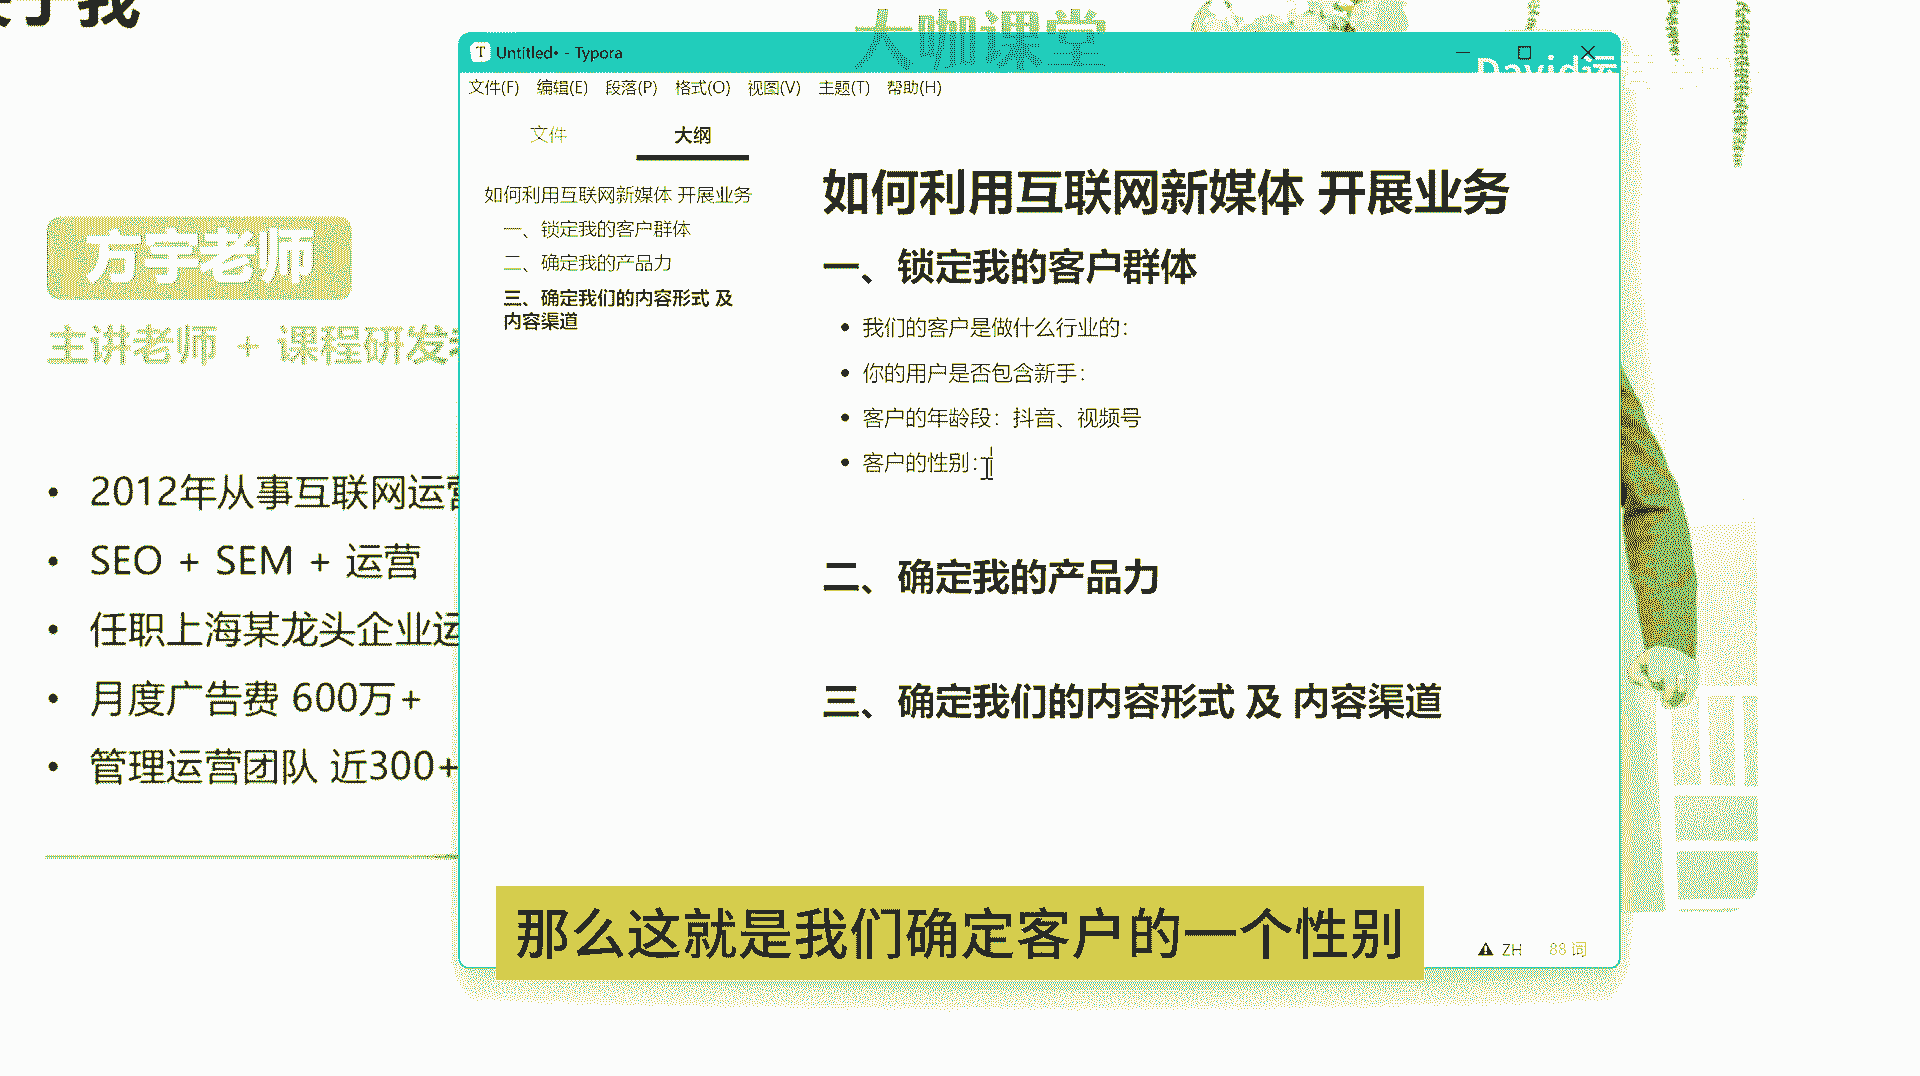 于我
大咖课堂
Untitled• - Typora
David运
文件(F) 编辑(E) 段落(P) 格式(O) 视图(V) 主题(T) 帮助(H)
文件 大纲
如何利用互联网新媒体 开展业务
一、锁定我的客户群体
二、确定我的产品力
三、确定我们的内容形式 及
内容渠道
如何利用互联网新媒体 开展业务
一、锁定我的客户群体
• 我们的客户是做什么行业的：
• 你的用户是否包含新手：
• 客户的年龄段：抖音、视频号
• 客户的性别：
二、确定我的产品力
三、确定我们的内容形式 及 内容渠道
方宇老师
主讲老师 + 课程研发
• 2012年从事互联网运营
• SEO + SEM + 运营
• 任职上海某龙头企业运
• 月度广告费 600万+
• 管理运营团队 近300+
那么这就是我们确定客户的一个性别
ZH 88 词